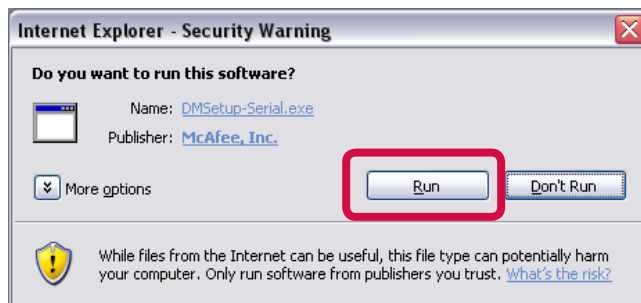 Internet Explorer - Security Warning
Do you want to run this software?
Name: DMSetup-Serial.exe
Publisher: McAfee, Inc.
More options
Run
Don't Run
While files from the Internet can be useful, this file type can potentially harm
your computer. Only run software from publishers you trust. What's the risk?